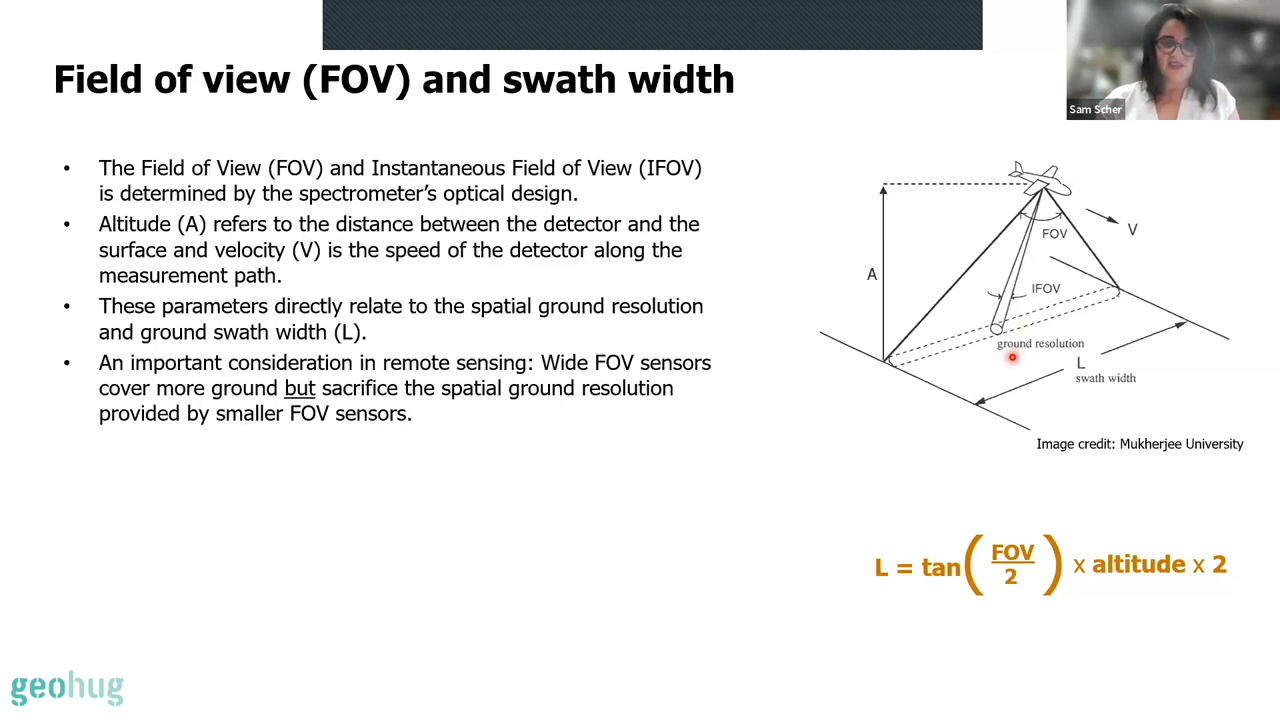 Field of view (FOV) and swath width
Sam Scher
• The Field of View (FOV) and Instantaneous Field of View (IFOV)
is determined by the spectrometer's optical design.
• Altitude (A) refers to the distance between the detector and the
surface and velocity (V) is the speed of the detector along the
measurement path.
• These parameters directly relate to the spatial ground resolution
and ground swath width (L).
• An important consideration in remote sensing: Wide FOV sensors
cover more ground but sacrifice the spatial ground resolution
provided by smaller FOV sensors.
V
FOV
A
IFOV
ground resolution
L
swath width
Image credit: Mukherjee University
L = tan(FOV/2) x altitude x 2
geohug